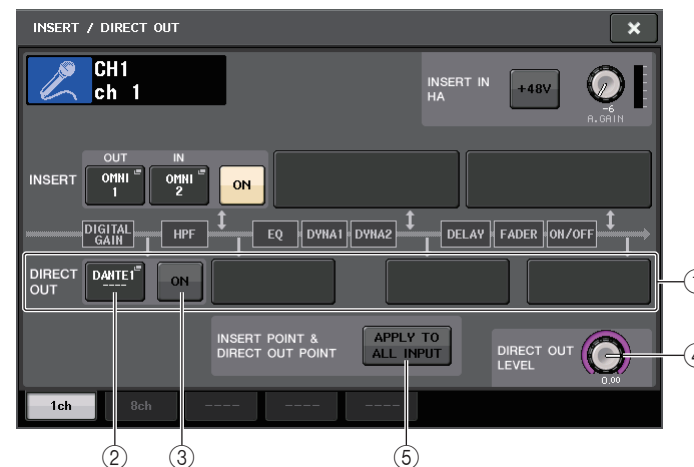 INSERT / DIRECT OUT
CH1
ch 1
INSERT IN
HA
+48V
-6
A.GAIN
OUT
IN
INSERT
OMNI
1
OMNI
2
ON
DIGITAL
GAIN
HPF
EQ
DYNA1
DYNA2
DELAY
FADER
ON/OFF
DIRECT
OUT
DANTE1
----
ON
INSERT POINT &
DIRECT OUT POINT
APPLY TO
ALL INPUT
DIRECT OUT
LEVEL
0.00
4
1ch
8ch
----
----
----
2
3
5